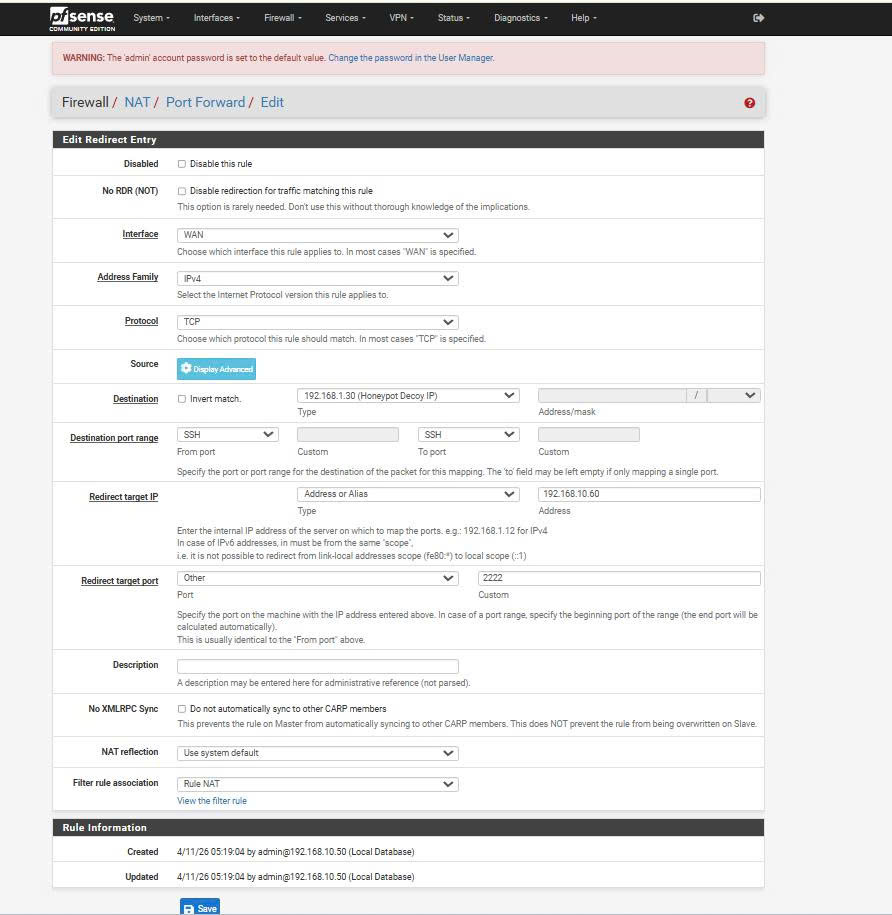 pfsense
COMMUNITY EDITION
System Interfaces Firewall Services VPN Status Diagnostics Help
WARNING: The 'admin' account password is set to the default value. Change the password in the User Manager.
Firewall / NAT / Port Forward / Edit
Edit Redirect Entry
Disabled Disable this rule
No RDR (NOT) Disable redirection for traffic matching this rule
This option is rarely needed. Don't use this without thorough knowledge of the implications.
Interface WAN
Choose which interface this rule applies to. In most cases "WAN" is specified.
Address Family IPv4
Select the Internet Protocol version this rule applies to.
Protocol TCP
Choose which protocol this rule should match. In most cases "TCP" is specified.
Source Display Advanced
Destination Invert match. 192.168.1.30 (Honeypot Decoy IP) /
Type Address/mask
Destination port range SSH SSH
From port Custom To port Custom
Specify the port or port range for the destination of the packet for this mapping. The 'to' field may be left empty if only mapping a single port.
Redirect target IP Address or Alias 192.168.10.60
Type Address
Enter the internal IP address of the server on which to map the ports. e.g.: 192.168.1.12 for IPv4
In case of IPv6 addresses, in must be from the same "scope",
i.e. it is not possible to redirect from link-local addresses scope (fe80:*) to local scope (::1)
Redirect target port Other 2222
Port Custom
Specify the port on the machine with the IP address entered above. In case of a port range, specify the beginning port of the range (the end port will be
calculated automatically).
This is usually identical to the "From port" above.
Description
A description may be entered here for administrative reference (not parsed).
No XMLRPC Sync Do not automatically sync to other CARP members
This prevents the rule on Master from automatically syncing to other CARP members. This does NOT prevent the rule from being overwritten on Slave.
NAT reflection Use system default
Filter rule association Rule NAT
View the filter rule
Rule Information
Created 4/11/26 05:19:04 by admin@192.168.10.50 (Local Database)
Updated 4/11/26 05:19:04 by admin@192.168.10.50 (Local Database)
Save